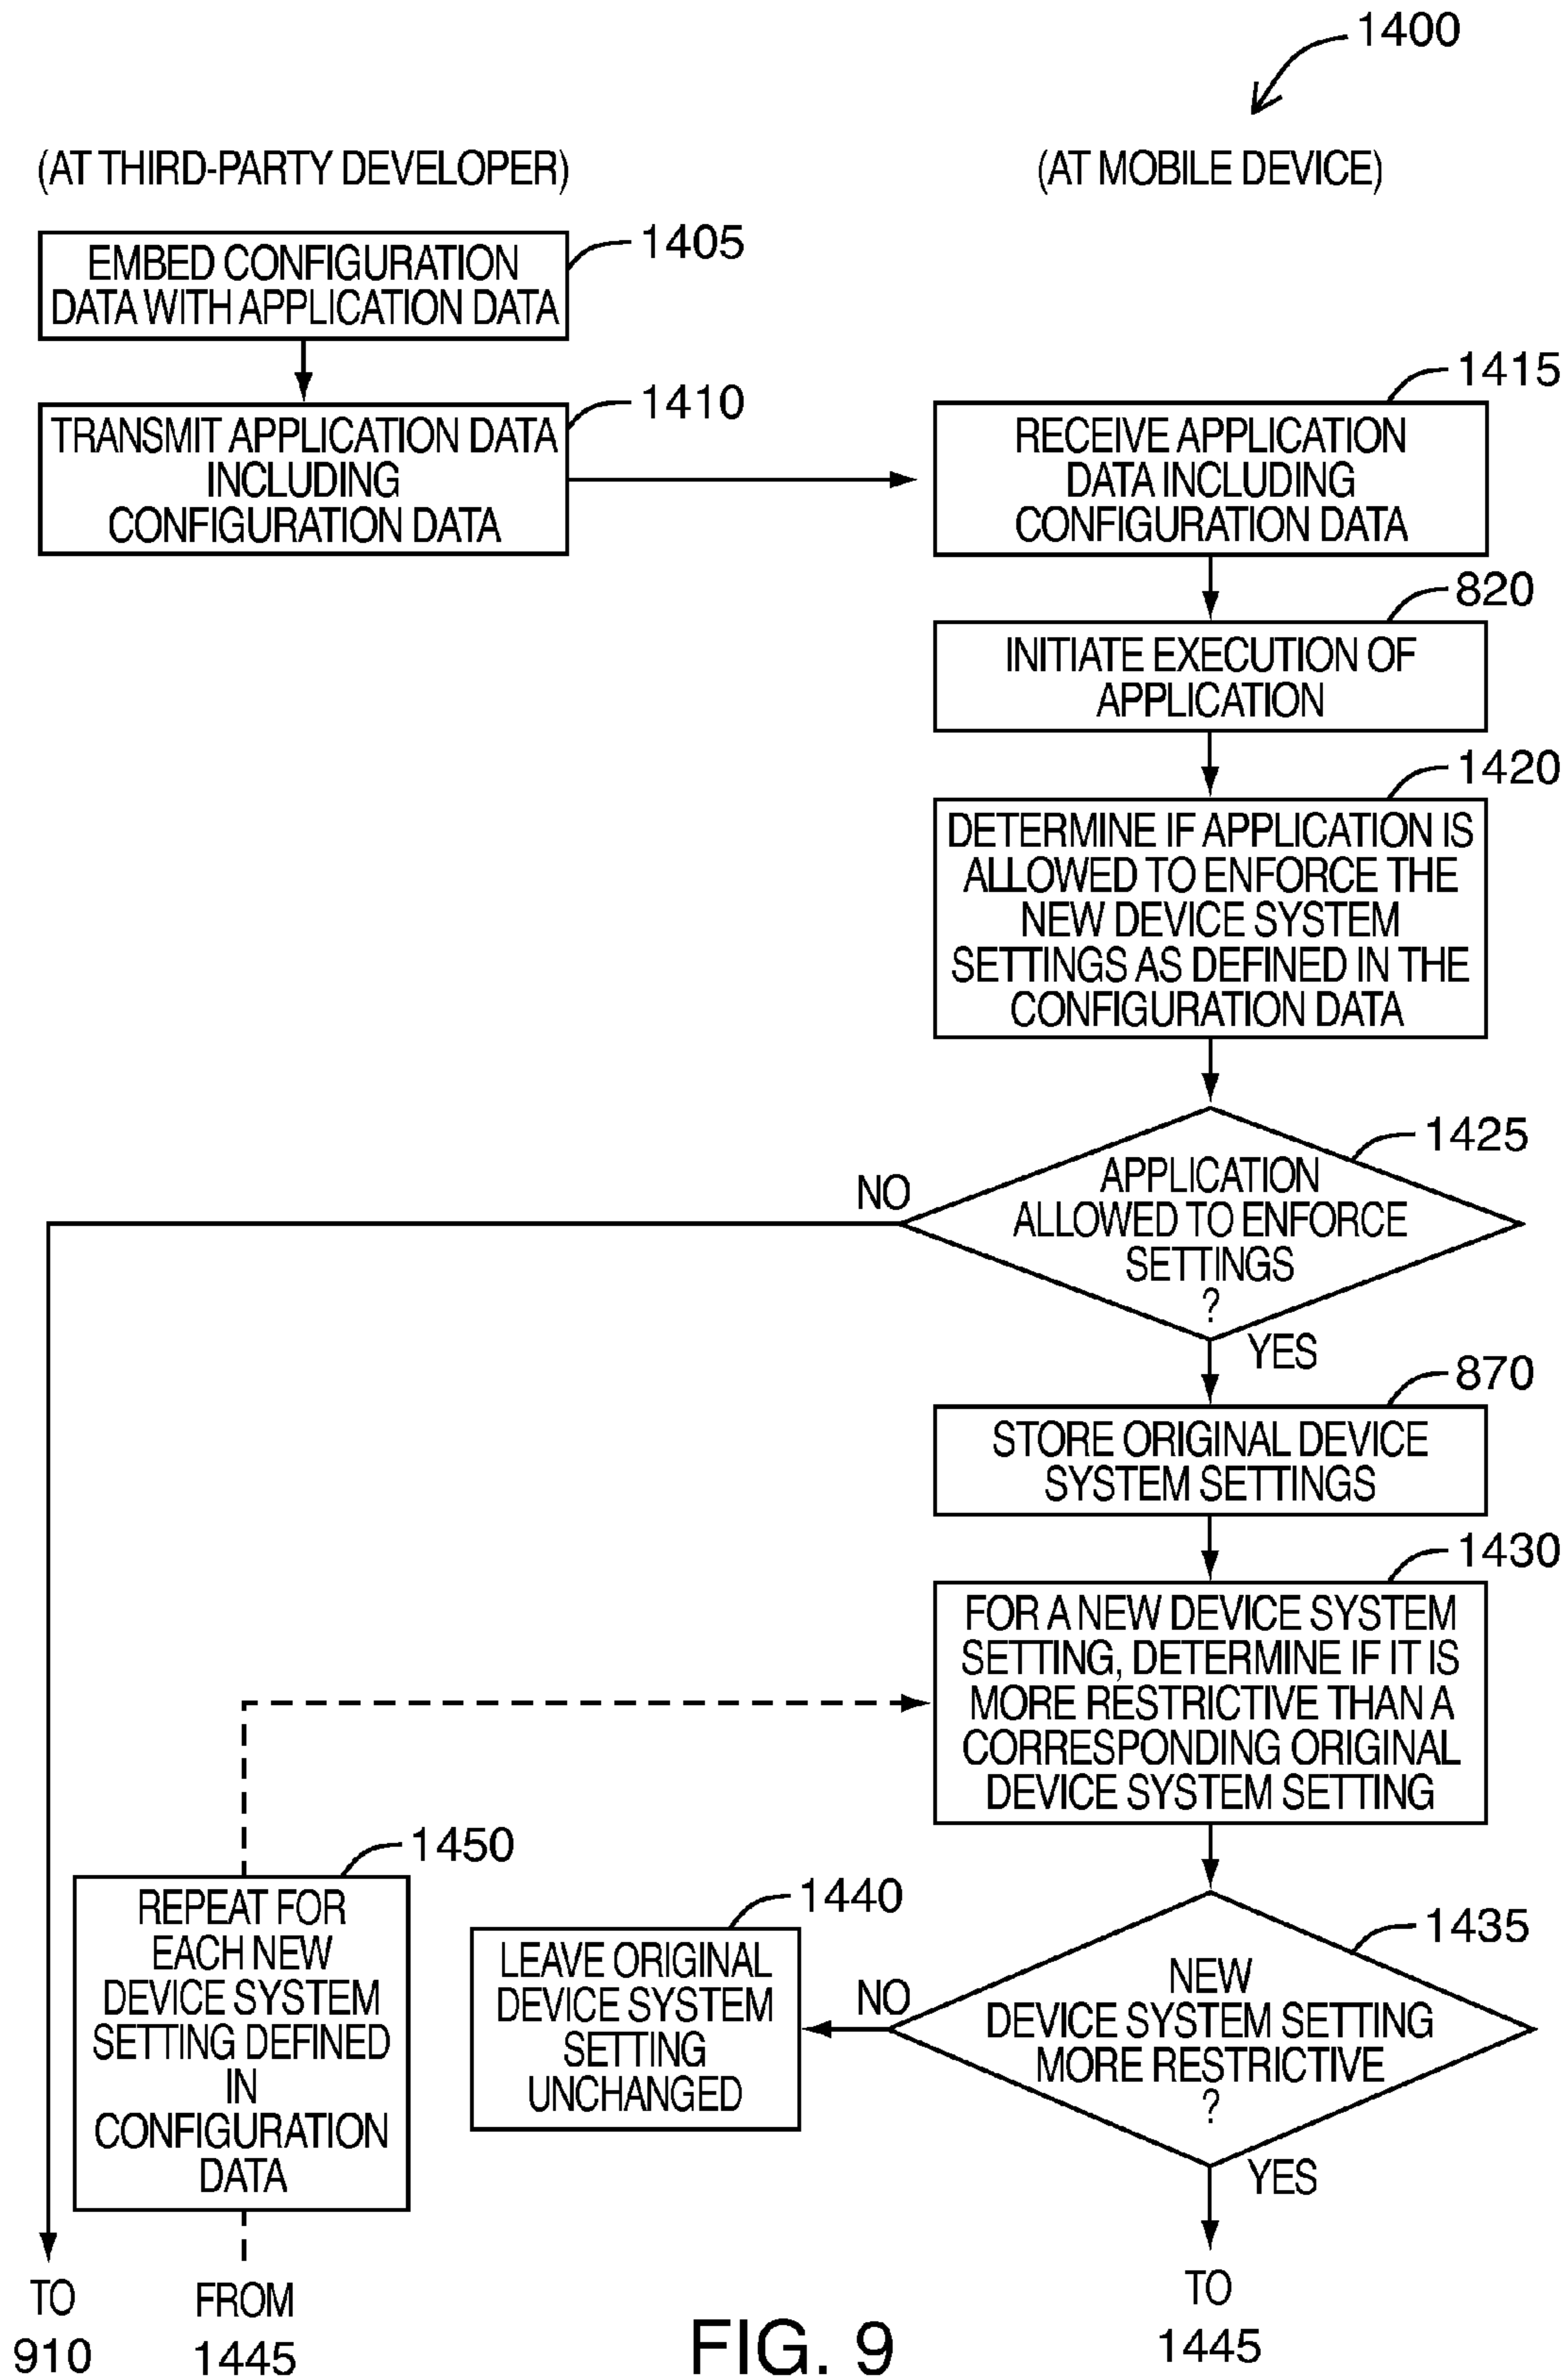 1400
(AT THIRD-PARTY DEVELOPER)
(AT MOBILE DEVICE)
1405
EMBED CONFIGURATION
DATA WITH APPLICATION DATA
1410
TRANSMIT APPLICATION DATA
INCLUDING
CONFIGURATION DATA
1415
RECEIVE APPLICATION
DATA INCLUDING
CONFIGURATION DATA
820
INITIATE EXECUTION OF
APPLICATION
1420
DETERMINE IF APPLICATION IS
ALLOWED TO ENFORCE THE
NEW DEVICE SYSTEM
SETTINGS AS DEFINED IN THE
CONFIGURATION DATA
1425
APPLICATION
ALLOWED TO ENFORCE
SETTINGS
?
NO
YES
870
STORE ORIGINAL DEVICE
SYSTEM SETTINGS
1430
FOR A NEW DEVICE SYSTEM
SETTING, DETERMINE IF IT IS
MORE RESTRICTIVE THAN A
CORRESPONDING ORIGINAL
DEVICE SYSTEM SETTING
1435
NEW
DEVICE SYSTEM SETTING
MORE RESTRICTIVE
?
NO
YES
1440
LEAVE ORIGINAL
DEVICE SYSTEM
SETTING
UNCHANGED
1450
REPEAT FOR
EACH NEW
DEVICE SYSTEM
SETTING DEFINED
IN
CONFIGURATION
DATA
TO
910
FROM
1445
TO
1445
FIG. 9